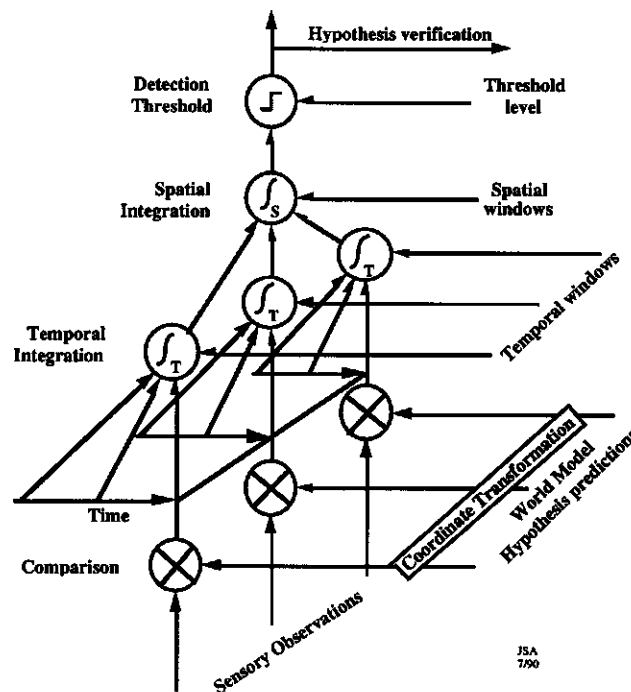 Hypothesis verification
Detection
Threshold
Threshold
level
Spatial
Integration
∫S
Spatial
windows
∫T
∫T
Temporal
Integration
∫T
Temporal windows
Time
Comparison
Coordinate Transformation
World Model
Hypothesis predictions
Sensory Observations
JSA
7/90